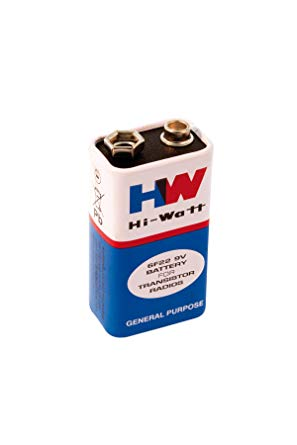 HW
Hi-Watt
6F22 9V
BATTERY
FOR
TRANSISTOR
RADIOS
GENERAL PURPOSE